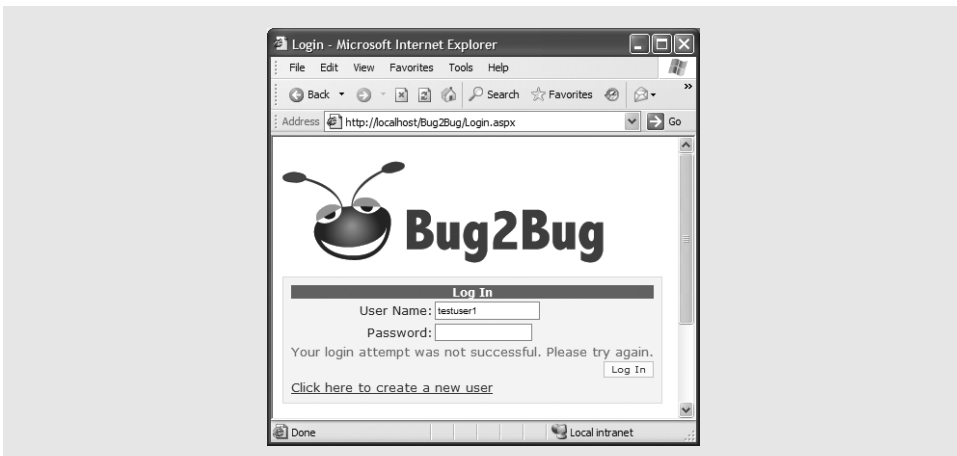 Login - Microsoft Internet Explorer
File Edit View Favorites Tools Help
Back Search Favorites »
Address http://localhost/Bug2Bug/Login.aspx Go
Bug2Bug
Log In
User Name: testuser1
Password:
Your login attempt was not successful. Please try again.
Log In
Click here to create a new user
Done Local intranet